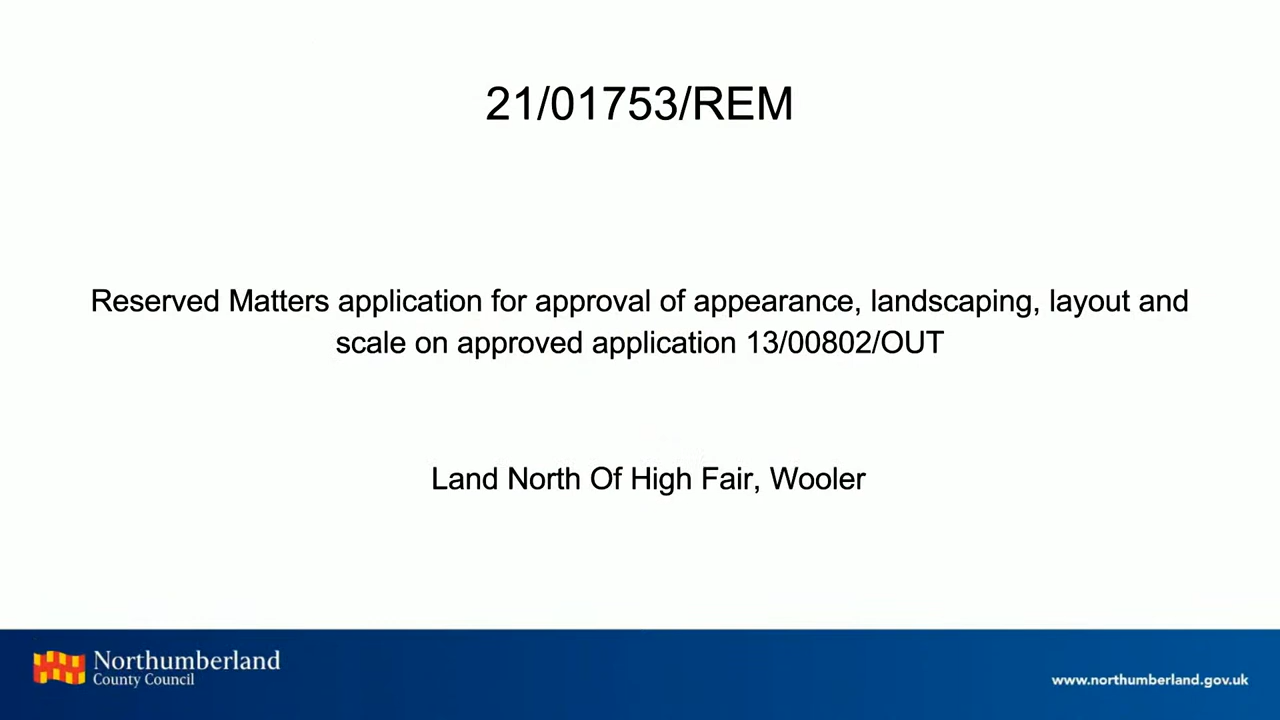 21/01753/REM
Reserved Matters application for approval of appearance, landscaping, layout and
scale on approved application 13/00802/OUT
Land North Of High Fair, Wooler
Northumberland
County Council
www.northumberland.gov.uk